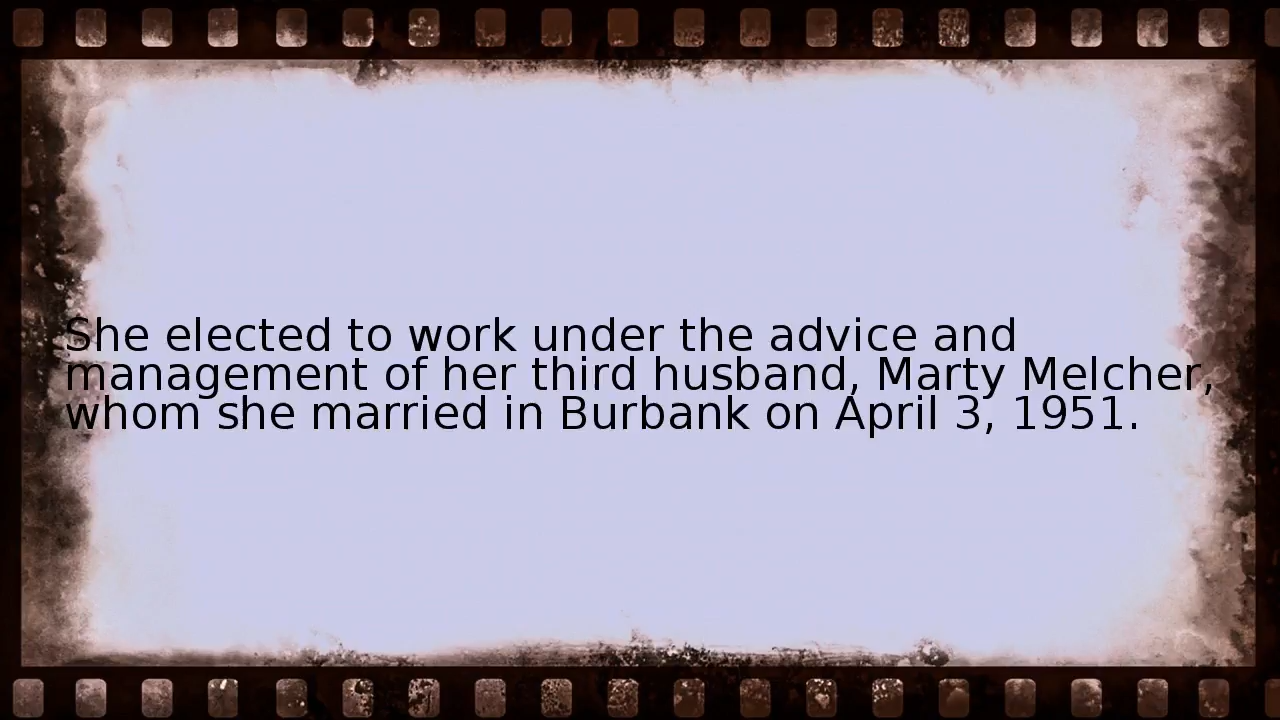 She elected to work under the advice and
management of her third husband, Marty Melcher,
whom she married in Burbank on April 3, 1951.